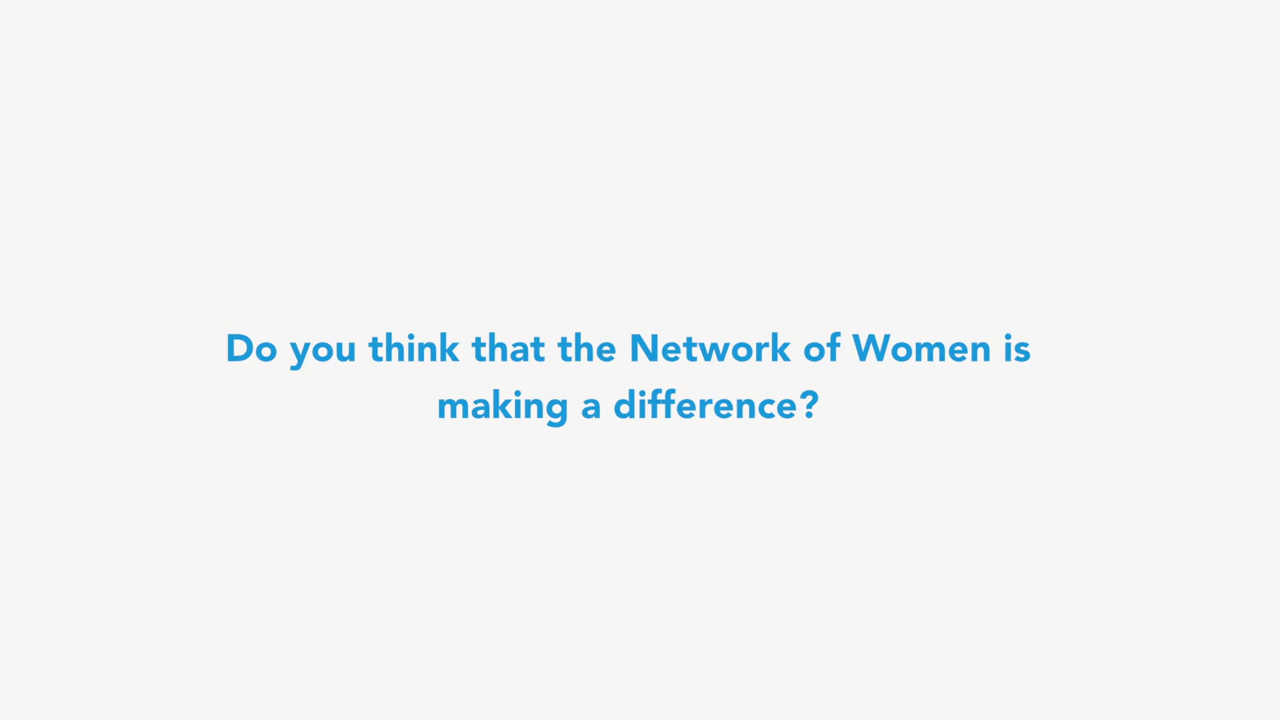 Do you think that the Network of Women is
making a difference?